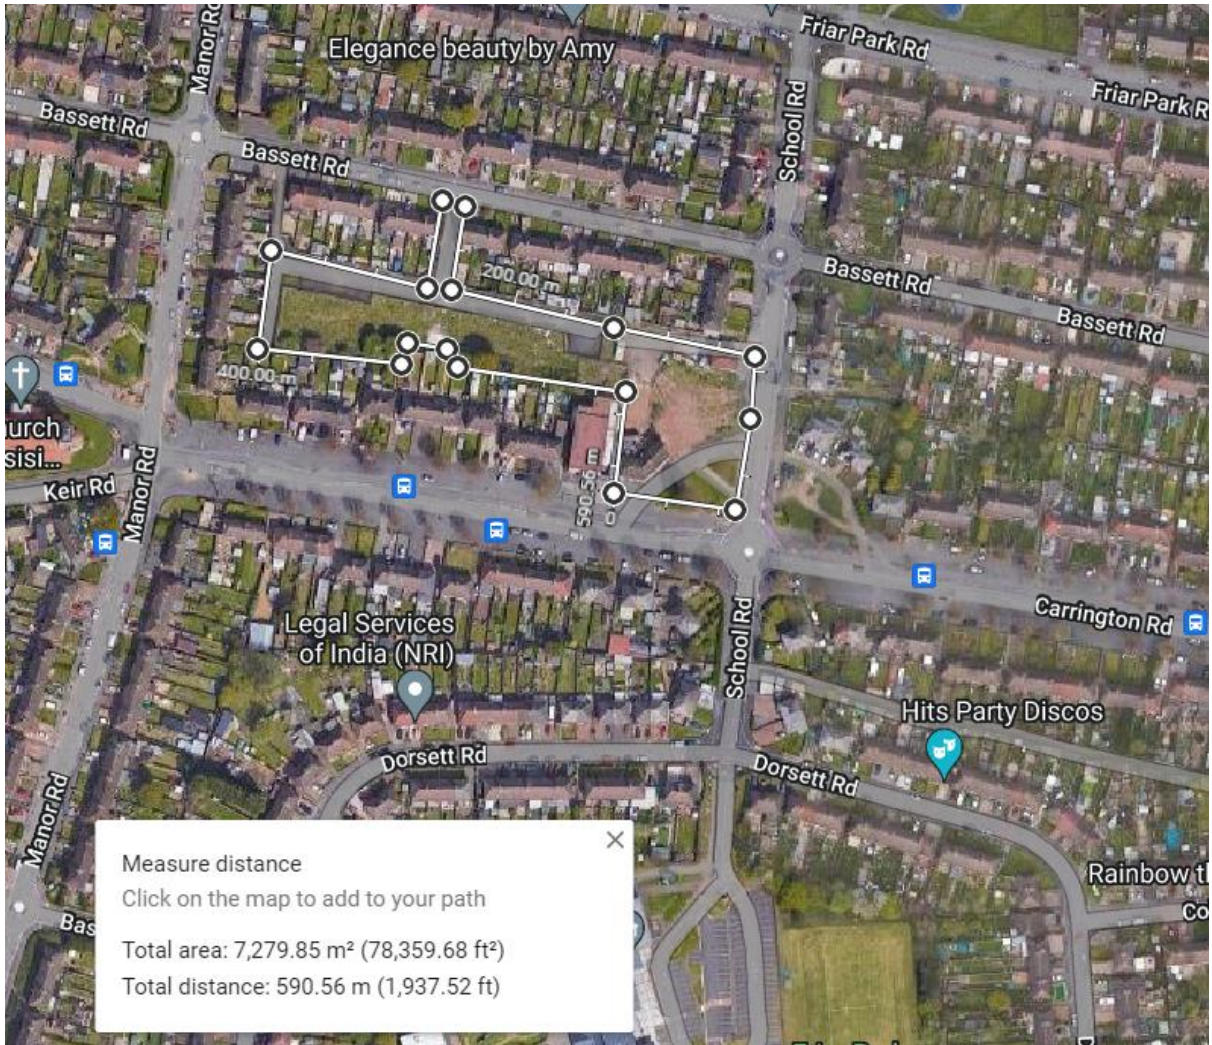 Manor Rd
Elegance beauty by Amy
Friar Park Rd
Friar Park R
Bassett Rd
School Rd
Bassett Rd
200.00 m
Bassett Rd
Bassett Rd
400.00 m
urch
sisi...
Keir Rd
Manor Rd
590.56 m
0
Carrington Rd
Legal Services
of India (NRI)
School Rd
Hits Party Discos
Dorsett Rd
Dorsett Rd
Manor Rd
Measure distance
Click on the map to add to your path
Rainbow t
Co
Bas
Total area: 7,279.85 m² (78,359.68 ft²)
Total distance: 590.56 m (1,937.52 ft)